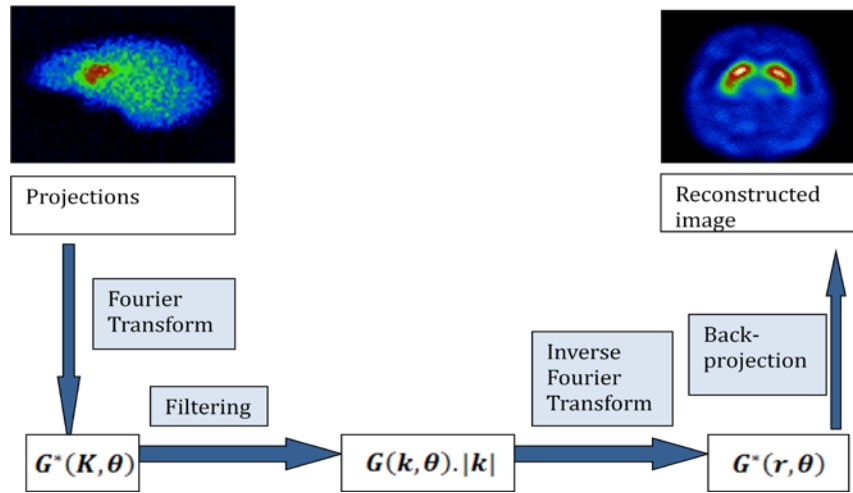 Projections
Reconstructed
image
Fourier
Transform
Inverse
Fourier
Transform
Back-
projection
Filtering
G*(K,θ)
G(k,θ).|k|
G*(r,θ)